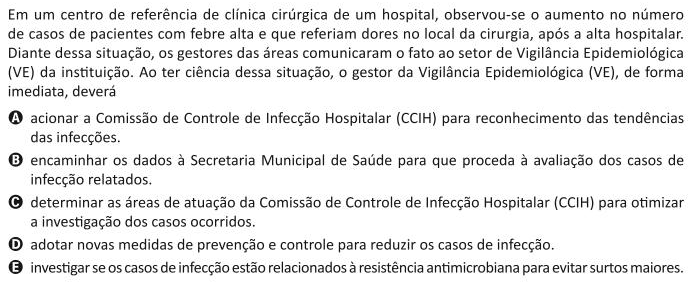 Em um centro de referência de clínica cirúrgica de um hospital, observou-se o aumento no número
de casos de pacientes com febre alta e que referiam dores no local da cirurgia, após a alta hospitalar.
Diante dessa situação, os gestores das áreas comunicaram o fato ao setor de Vigilância Epidemiológica
(VE) da instituição. Ao ter ciência dessa situação, o gestor da Vigilância Epidemiológica (VE), de forma
imediata, deverá
A acionar a Comissão de Controle de Infecção Hospitalar (CCIH) para reconhecimento das tendências
das infecções.
B encaminhar os dados à Secretaria Municipal de Saúde para que proceda à avaliação dos casos de
infecção relatados.
C determinar as áreas de atuação da Comissão de Controle de Infecção Hospitalar (CCIH) para otimizar
a investigação dos casos ocorridos.
D adotar novas medidas de prevenção e controle para reduzir os casos de infecção.
E investigar se os casos de infecção estão relacionados à resistência antimicrobiana para evitar surtos maiores.